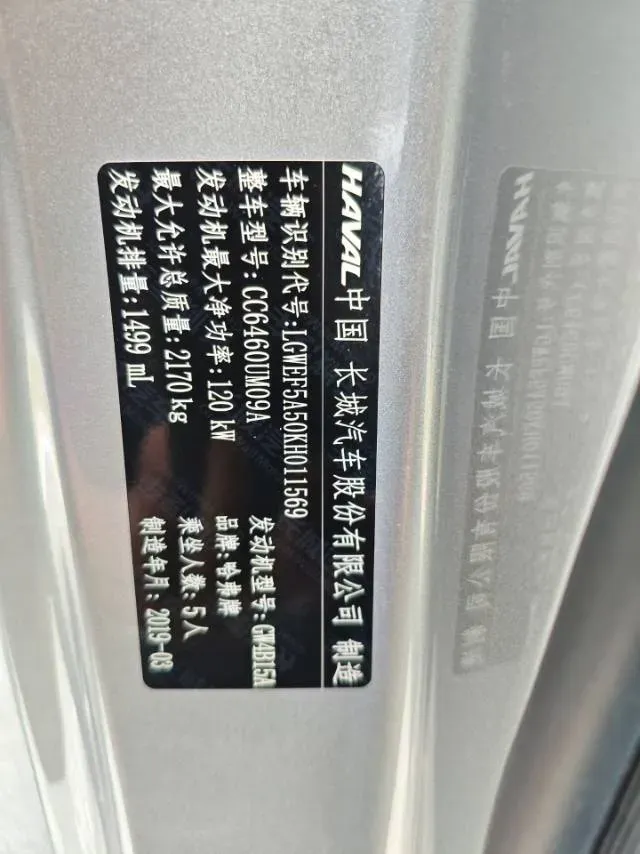 HAVAL 中国 长城汽车股份有限公司 制造
车辆识别代号:LGWEF5A50KH011569
整车型号:CC6460UM09A 发动机型号:GW4B15A
发动机最大净功率:120 kW 品牌:哈弗牌
最大允许总质量:2170 kg 乘坐人数:5人
发动机排量:1499 mL 制造年月:2019-03